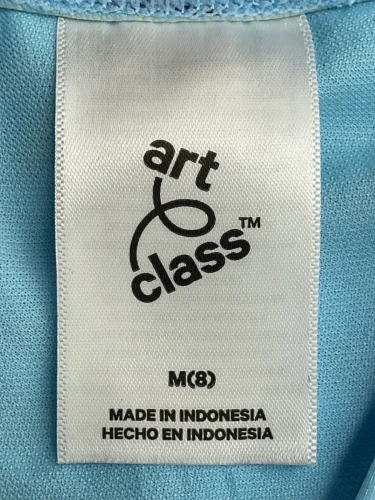 art
class™
M(8)
MADE IN INDONESIA
HECHO EN INDONESIA